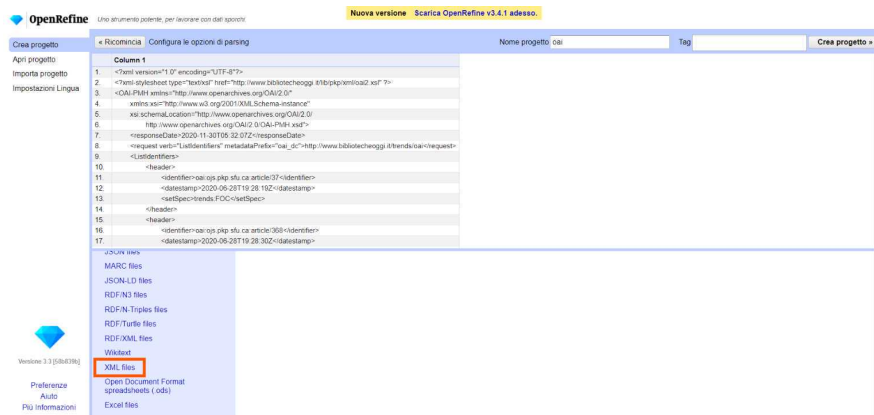 OpenRefine Uno strumento potente, per lavorare con dati sporchi.
Nuova versione Scarica OpenRefine v3.4.1 adesso.
Crea progetto
Apri progetto
Importa progetto
Impostazioni Lingua
« Ricomincia Configura le opzioni di parsing Nome progetto oai Tag Crea progetto »
Column 1
1. <?xml version="1.0" encoding="UTF-8"?>
2. <?xml-stylesheet type="text/xsl" href="http://www.bibliotecheoggi.it/lib/pkp/xml/oai2.xsl" ?>
3. <OAI-PMH xmlns="http://www.openarchives.org/OAI/2.0/"
4. xmlns:xsi="http://www.w3.org/2001/XMLSchema-instance"
5. xsi:schemaLocation="http://www.openarchives.org/OAI/2.0/
6. http://www.openarchives.org/OAI/2.0/OAI-PMH.xsd">
7. <responseDate>2020-11-30T05:32:07Z</responseDate>
8. <request verb="ListIdentifiers" metadataPrefix="oai_dc">http://www.bibliotecheoggi.it/trends/oai</request>
9. <ListIdentifiers>
10. <header>
11. <identifier>oai:ojs.pkp.sfu.ca:article/37</identifier>
12. <datestamp>2020-06-28T19:28:19Z</datestamp>
13. <setSpec>trends:FOC</setSpec>
14. </header>
15. <header>
16. <identifier>oai:ojs.pkp.sfu.ca:article/368</identifier>
17. <datestamp>2020-06-28T19:28:30Z</datestamp>
JSON files
MARC files
JSON-LD files
RDF/N3 files
RDF/N-Triples files
RDF/Turtle files
RDF/XML files
Wikitext
XML files
Open Document Format
spreadsheets (.ods)
Excel files
Versione 3.3 [58b839b]
Preferenze
Aiuto
Più Informazioni